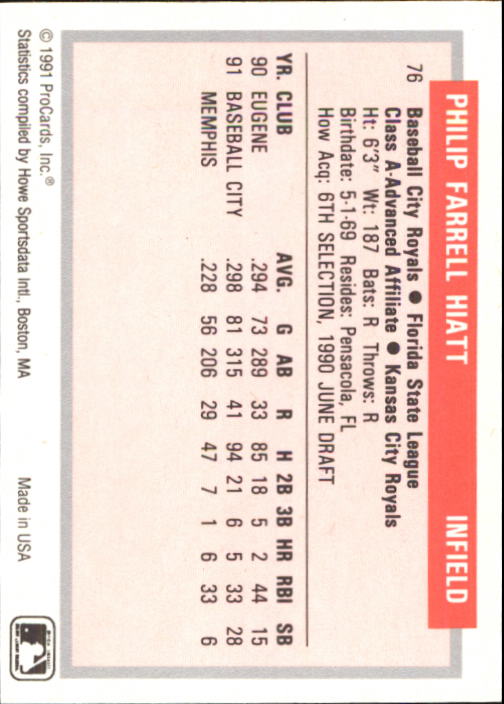 PHILIP FARRELL HIATT INFIELD
76 Baseball City Royals ● Florida State League
Class A-Advanced Affiliate ● Kansas City Royals
Ht: 6'3" Wt: 187 Bats: R Throws: R
Birthdate: 5-1-69 Resides: Pensacola, FL
How Acq: 6TH SELECTION, 1990 JUNE DRAFT
YR. CLUB AVG. G AB R H 2B 3B HR RBI SB
90 EUGENE .294 73 289 33 85 18 5 2 44 15
91 BASEBALL CITY .298 81 315 41 94 21 6 5 33 28
MEMPHIS .228 56 206 29 47 7 1 6 33 6
© 1991 ProCards, Inc.® Made in USA
Statistics compiled by Howe Sportsdata Intl., Boston, MA